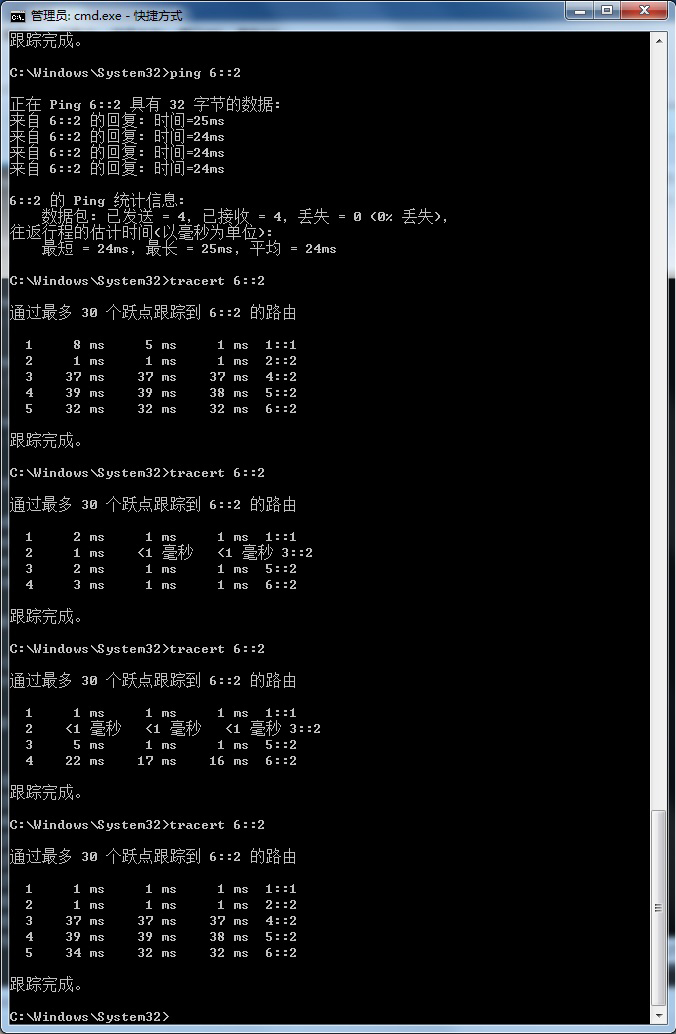 管理员: cmd.exe - 快捷方式
跟踪完成。
C:\Windows\System32>ping 6::2
正在 Ping 6::2 具有 32 字节的数据:
来自 6::2 的回复: 时间=25ms
来自 6::2 的回复: 时间=24ms
来自 6::2 的回复: 时间=24ms
来自 6::2 的回复: 时间=24ms
6::2 的 Ping 统计信息:
数据包: 已发送 = 4, 已接收 = 4, 丢失 = 0 (0% 丢失),
往返行程的估计时间(以毫秒为单位):
最短 = 24ms, 最长 = 25ms, 平均 = 24ms
C:\Windows\System32>tracert 6::2
通过最多 30 个跃点跟踪到 6::2 的路由
1 8 ms 5 ms 1 ms 1::1
2 1 ms 1 ms 1 ms 2::2
3 37 ms 37 ms 37 ms 4::2
4 39 ms 39 ms 38 ms 5::2
5 32 ms 32 ms 32 ms 6::2
跟踪完成。
C:\Windows\System32>tracert 6::2
通过最多 30 个跃点跟踪到 6::2 的路由
1 2 ms 1 ms 1 ms 1::1
2 1 ms <1 毫秒 <1 毫秒 3::2
3 2 ms 1 ms 1 ms 5::2
4 3 ms 1 ms 1 ms 6::2
跟踪完成。
C:\Windows\System32>tracert 6::2
通过最多 30 个跃点跟踪到 6::2 的路由
1 1 ms 1 ms 1 ms 1::1
2 <1 毫秒 <1 毫秒 <1 毫秒 3::2
3 5 ms 1 ms 1 ms 5::2
4 22 ms 17 ms 16 ms 6::2
跟踪完成。
C:\Windows\System32>tracert 6::2
通过最多 30 个跃点跟踪到 6::2 的路由
1 1 ms 1 ms 1 ms 1::1
2 1 ms 1 ms 1 ms 2::2
3 37 ms 37 ms 37 ms 4::2
4 39 ms 39 ms 38 ms 5::2
5 34 ms 32 ms 32 ms 6::2
跟踪完成。
C:\Windows\System32>